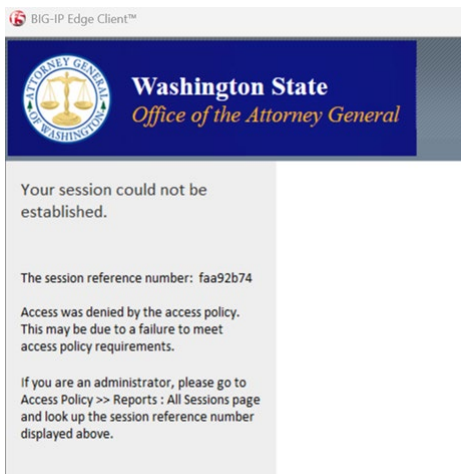 BIG-IP Edge Client™
ATTORNEY GENERAL
OF WASHINGTON
Washington State
Office of the Attorney General
Your session could not be
established.
The session reference number: faa92b74
Access was denied by the access policy.
This may be due to a failure to meet
access policy requirements.
If you are an administrator, please go to
Access Policy >> Reports : All Sessions page
and look up the session reference number
displayed above.